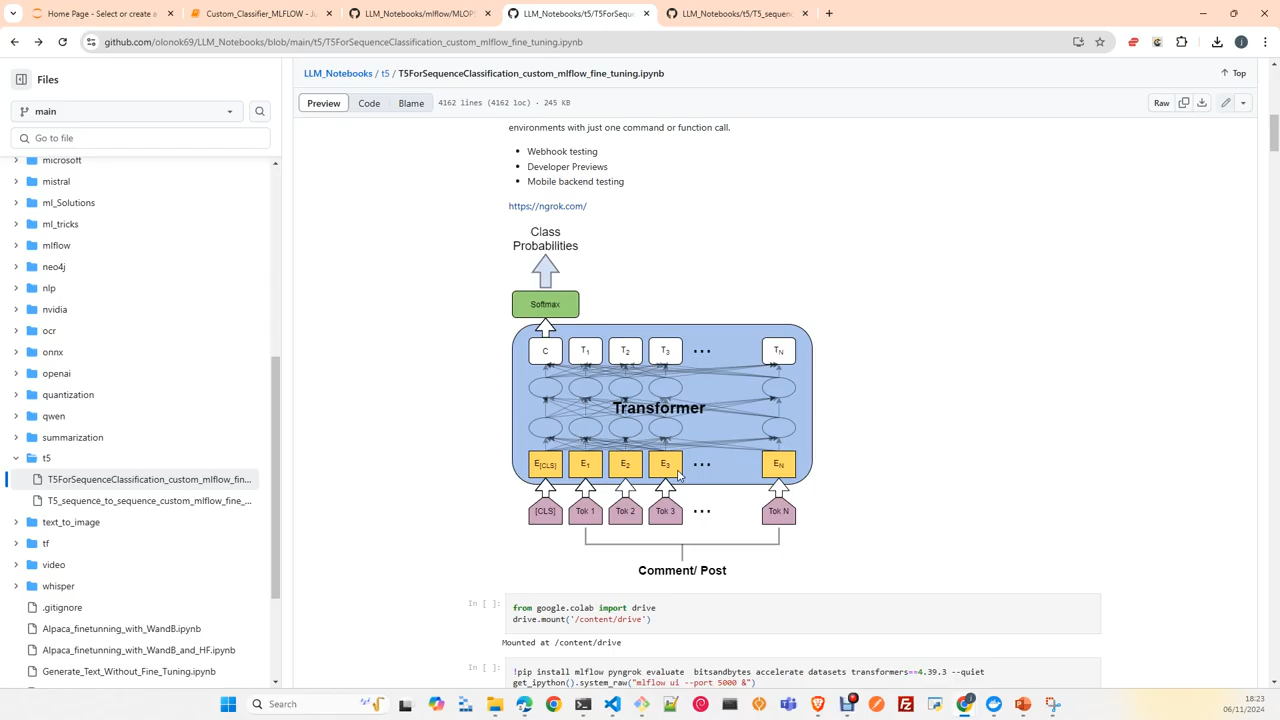 Home Page - Select or create a
Custom_Classifier_MLFLOW - Ju
LLM_Notebooks/mlflow/MLOPS
LLM_Notebooks/t5/T5ForSequenc
LLM_Notebooks/t5/T5_sequence
github.com/olonok69/LLM_Notebooks/blob/main/t5/T5ForSequenceClassification_custom_mlflow_fine_tuning.ipynb
Files
LLM_Notebooks / t5 / T5ForSequenceClassification_custom_mlflow_fine_tuning.ipynb
Top
main
Preview
Code
Blame
4162 lines (4162 loc) · 245 KB
Raw
Go to file
microsoft
mistral
ml_Solutions
ml_tricks
mlflow
neo4j
nlp
nvidia
ocr
onnx
openai
quantization
qwen
summarization
t5
T5ForSequenceClassification_custom_mlflow_fin...
T5_sequence_to_sequence_custom_mlflow_fine_...
text_to_image
tf
video
whisper
.gitignore
Alpaca_finetunning_with_WandB.ipynb
Alpaca_finetunning_with_WandB_and_HF.ipynb
Generate_Text_Without_Fine_Tuning.ipynb
environments with just one command or function call.
• Webhook testing
• Developer Previews
• Mobile backend testing
https://ngrok.com/
Class
Probabilities
Softmax
C T1 T2 T3 ... TN
Transformer
E[CLS] E1 E2 E3 ... EN
[CLS] Tok 1 Tok 2 Tok 3 ... Tok N
Comment/ Post
In [ ]:
from google.colab import drive
drive.mount('/content/drive')
Mounted at /content/drive
In [ ]:
!pip install mlflow pyngrok evaluate bitsandbytes accelerate datasets transformers==4.39.3 --quiet
get_ipython().system_raw("mlflow ui --port 5000 &")
Search
18:23
06/11/2024